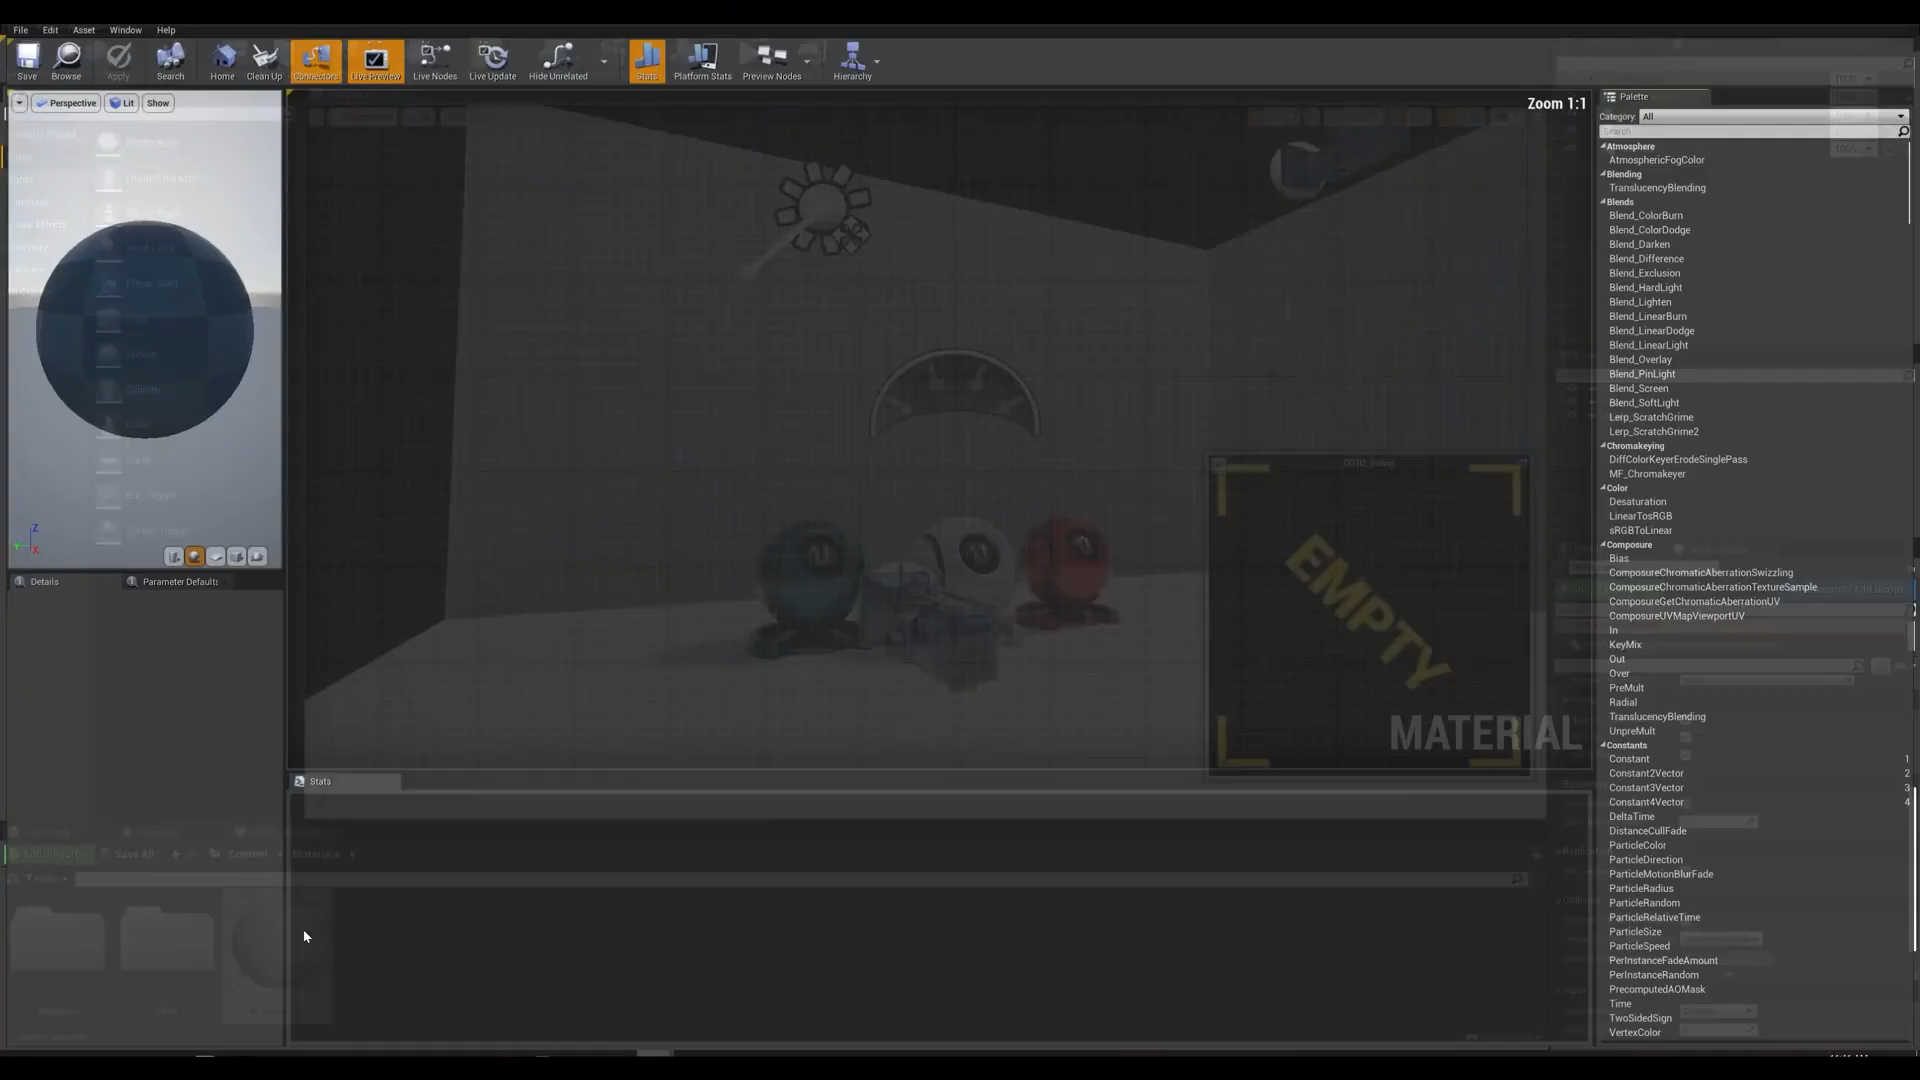 File Edit Asset Window Help
Save Browse Apply Search Home Clean Up Connectors Live Preview Live Nodes Live Update Hide Unrelated Stats Platform Stats Preview Nodes Hierarchy
Perspective Lit Show
Zoom 1:1
Palette
Category: All
Search
Atmosphere
AtmosphericFogColor
Blending
TranslucencyBlending
Blends
Blend_ColorBurn
Blend_ColorDodge
Blend_Darken
Blend_Difference
Blend_Exclusion
Blend_HardLight
Blend_Lighten
Blend_LinearBurn
Blend_LinearDodge
Blend_LinearLight
Blend_Overlay
Blend_PinLight
Blend_Screen
Blend_SoftLight
Lerp_ScratchGrime
Lerp_ScratchGrime2
Chromakeying
DiffColorKeyerErodeSinglePass
MF_Chromakeyer
Color
Desaturation
LinearTosRGB
sRGBToLinear
Composure
Bias
ComposureChromaticAberrationSwizzling
ComposureChromaticAberrationTextureSample
ComposureGetChromaticAberrationUV
ComposureUVMapViewportUV
In
KeyMix
Out
Over
PreMult
Radial
TranslucencyBlending
UnpreMult
Constants
Constant 1
Constant2Vector 2
Constant3Vector 3
Constant4Vector 4
DeltaTime
DistanceCullFade
ParticleColor
ParticleDirection
ParticleMotionBlurFade
ParticleRadius
ParticleRandom
ParticleRelativeTime
ParticleSize
ParticleSpeed
PerInstanceFadeAmount
PerInstanceRandom
PrecomputedAOMask
Time
TwoSidedSign
VertexColor
Z
Y
X
Details Parameter Defaults
EMPTY
MATERIAL
Stats
Save All Content Materials